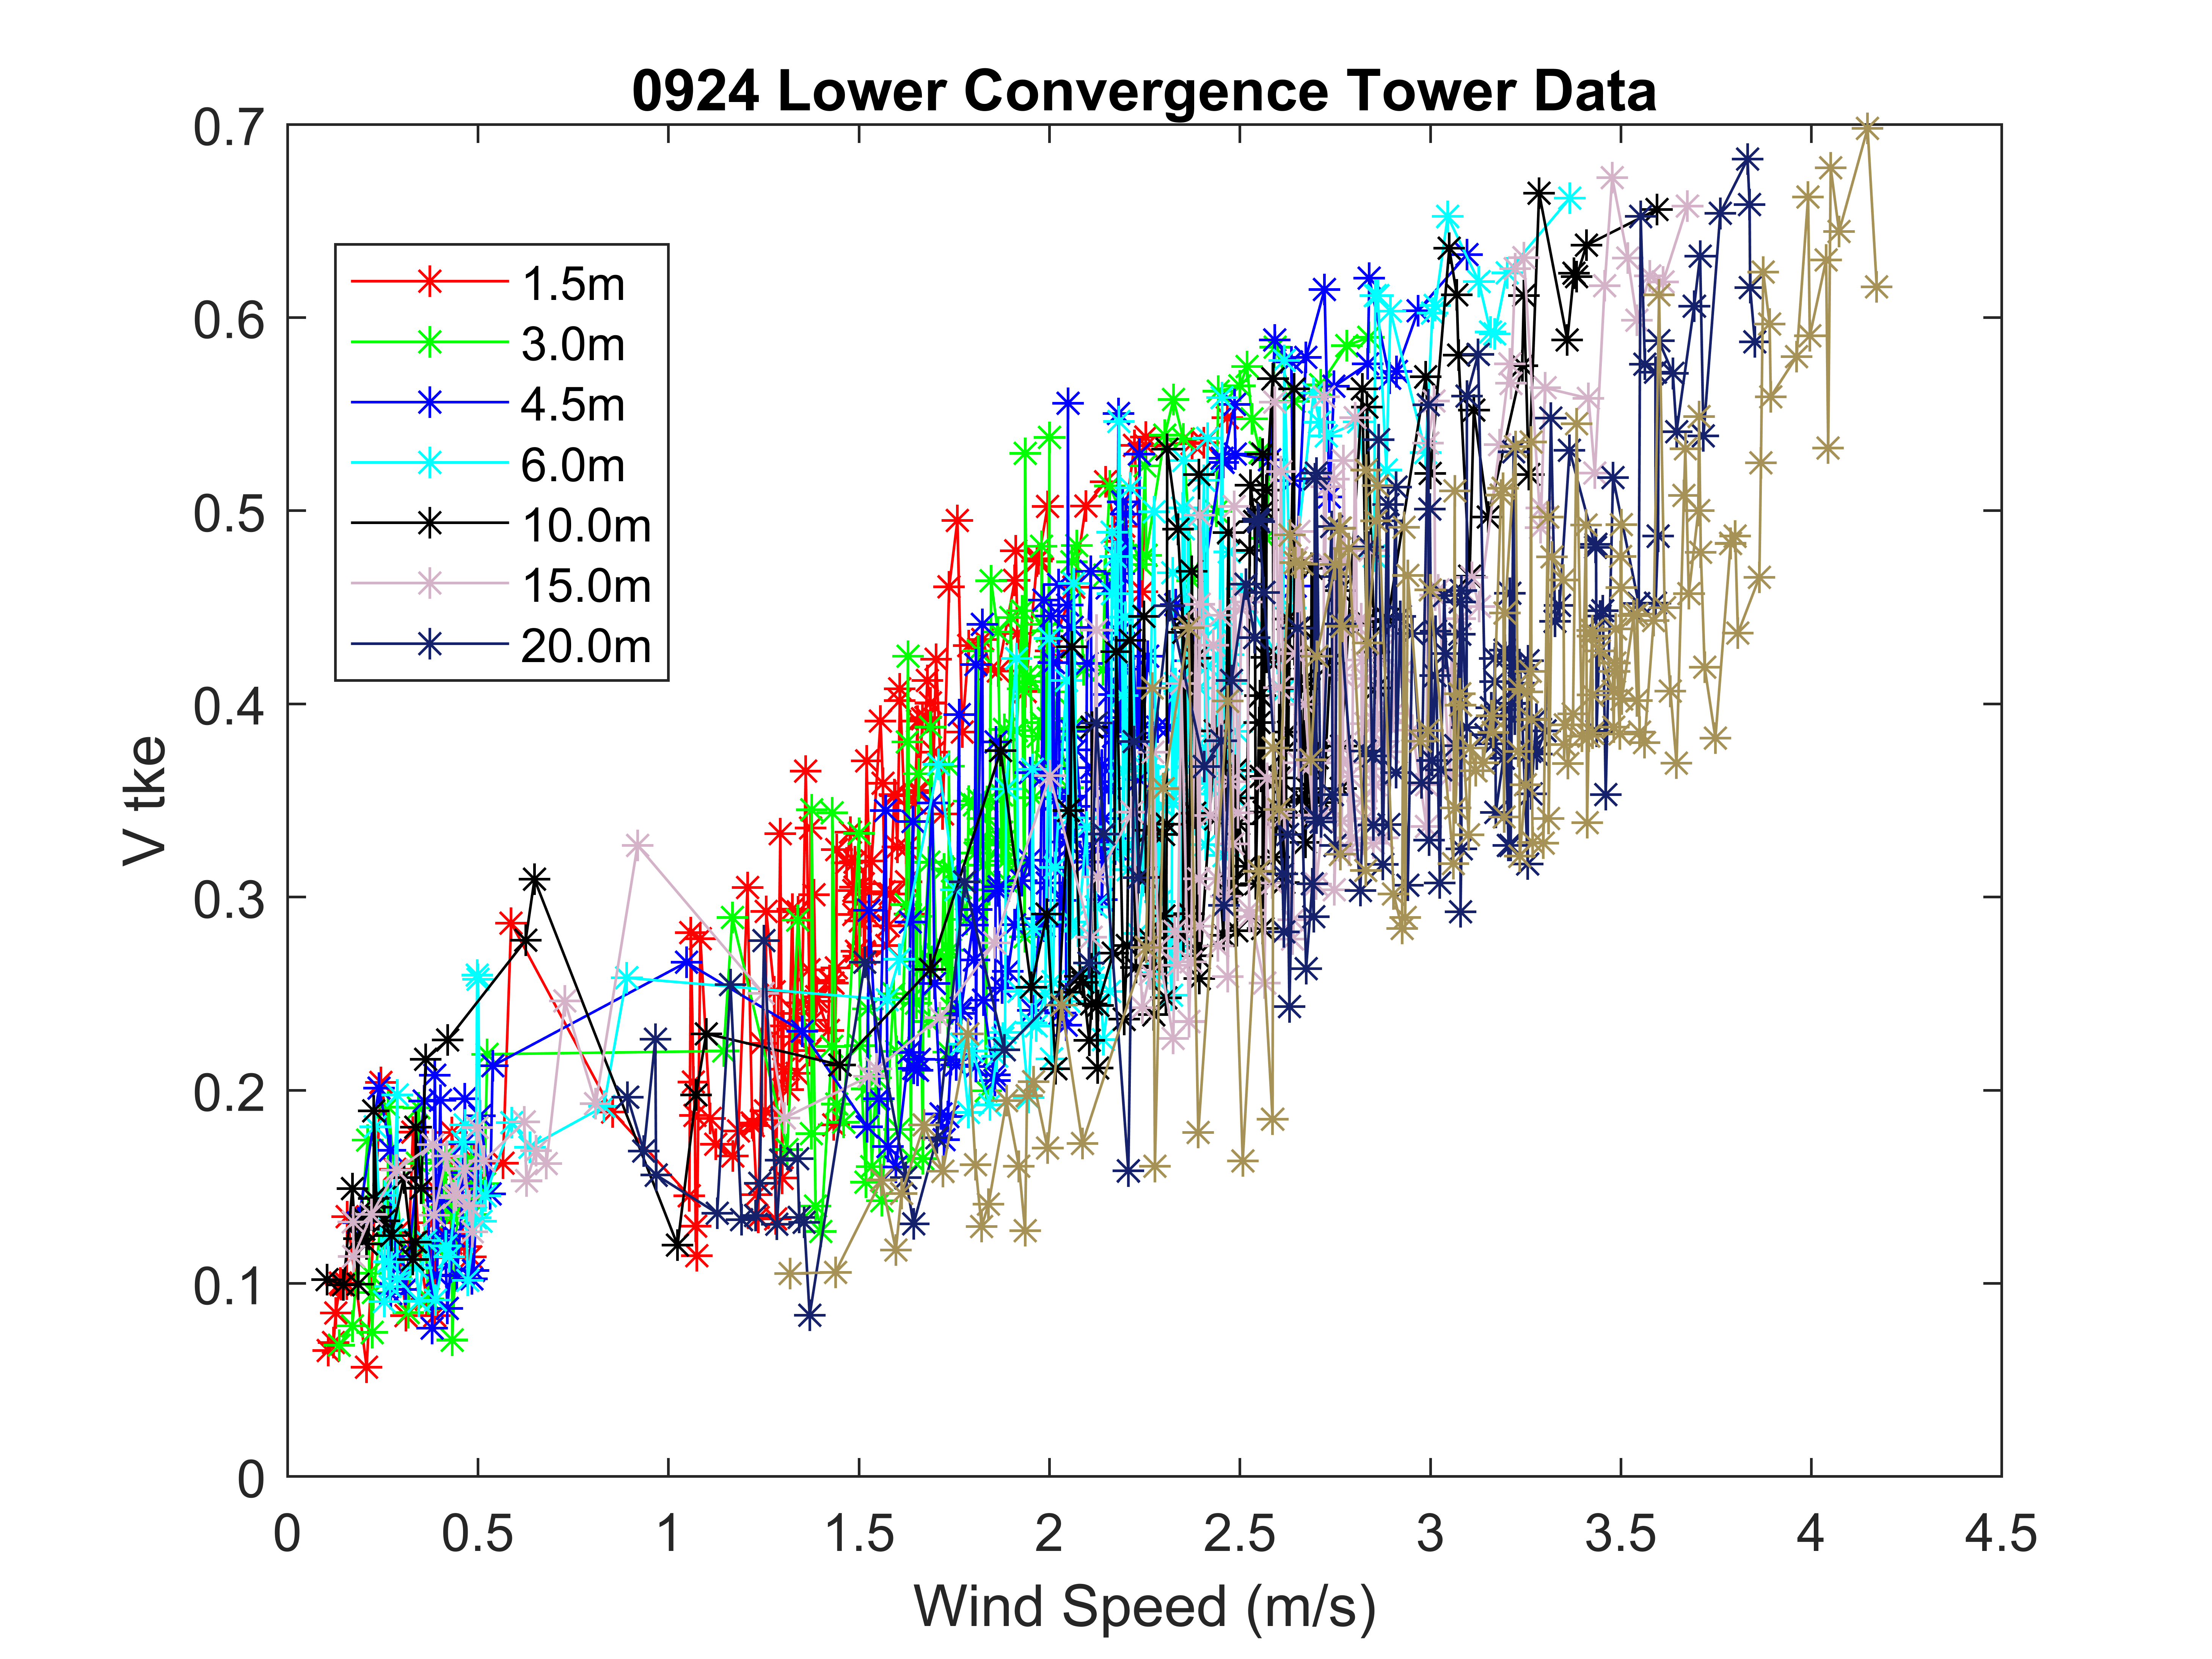 0924 Lower Convergence Tower Data
0.7
0.6
0.5
0.4
0.3
0.2
0.1
0
V tke
1.5m
3.0m
4.5m
6.0m
10.0m
15.0m
20.0m
0 0.5 1 1.5 2 2.5 3 3.5 4 4.5
Wind Speed (m/s)